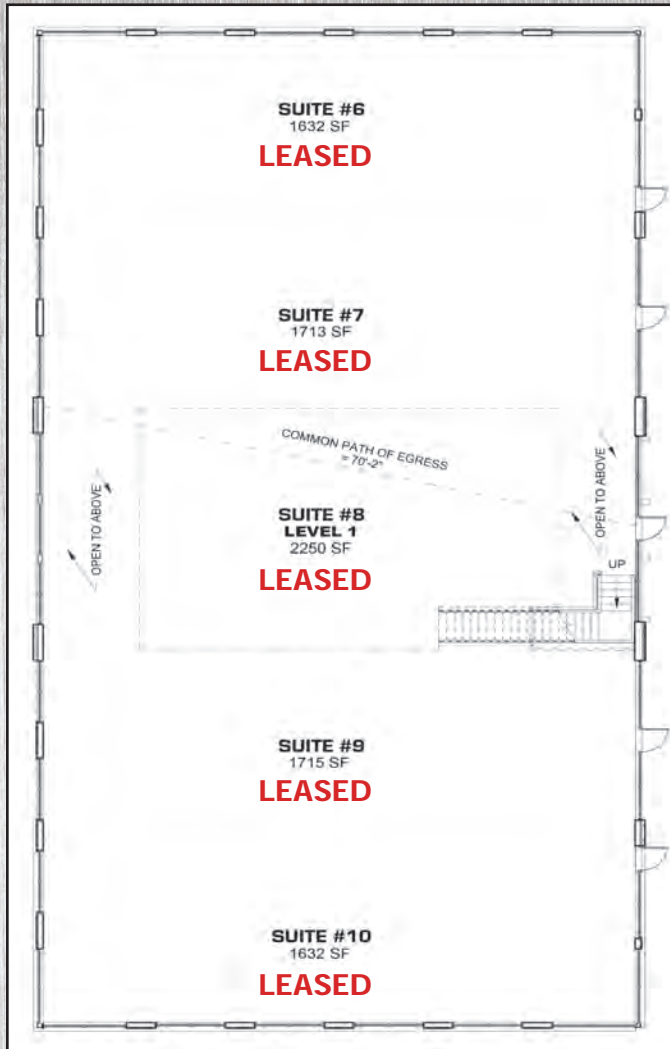 SUITE #6
1632 SF
LEASED
SUITE #7
1713 SF
LEASED
COMMON PATH OF EGRESS
= 70'-2"
OPEN TO ABOVE
OPEN TO ABOVE
SUITE #8
LEVEL 1
2250 SF
LEASED
UP
SUITE #9
1715 SF
LEASED
SUITE #10
1632 SF
LEASED